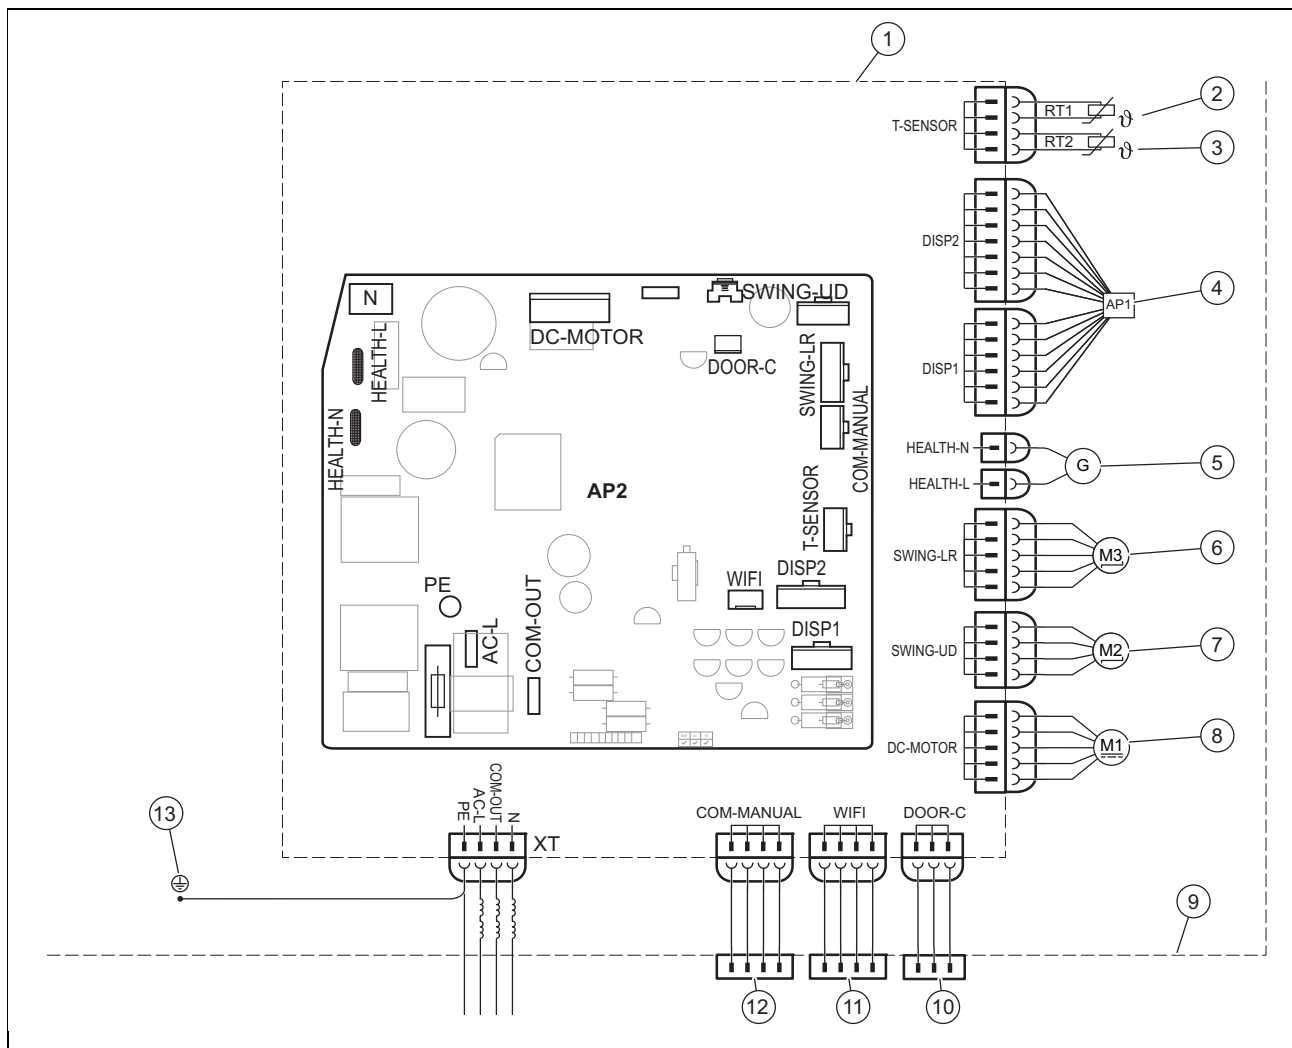 1
2
T-SENSOR
RT1
ϑ
RT2
ϑ
3
DISP2
N
SWING-UD
AP1
4
HEALTH-L
DC-MOTOR
DOOR-C
SWING-LR
DISP1
HEALTH-N
COM-MANUAL
HEALTH-N
G
5
HEALTH-L
AP2
T-SENSOR
SWING-LR
M3
6
PE
COM-OUT
WIFI
DISP2
AC-L
DISP1
SWING-UD
M2
7
DC-MOTOR
M1
8
PE
AC-L
COM-OUT
N
XT
COM-MANUAL
WIFI
DOOR-C
13
9
12
11
10